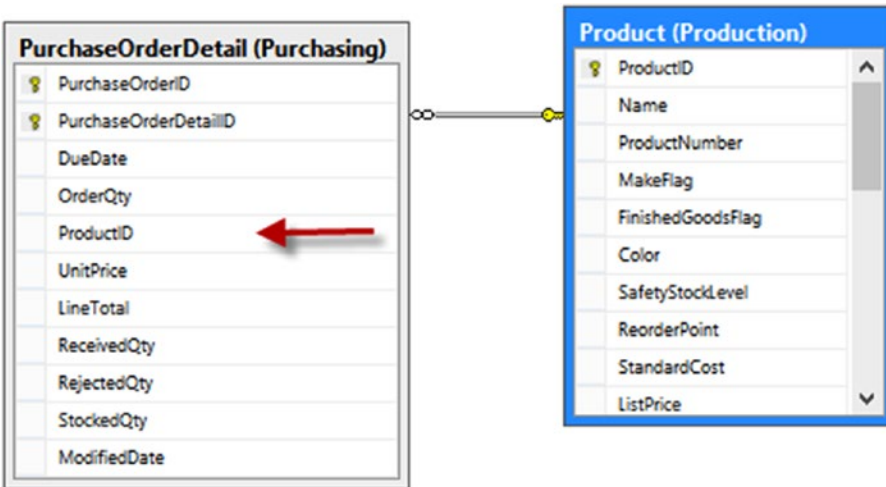 PurchaseOrderDetail (Purchasing)
PurchaseOrderID
PurchaseOrderDetailID
DueDate
OrderQty
ProductID
UnitPrice
LineTotal
ReceivedQty
RejectedQty
StockedQty
ModifiedDate
Product (Production)
ProductID
Name
ProductNumber
MakeFlag
FinishedGoodsFlag
Color
SafetyStockLevel
ReorderPoint
StandardCost
ListPrice